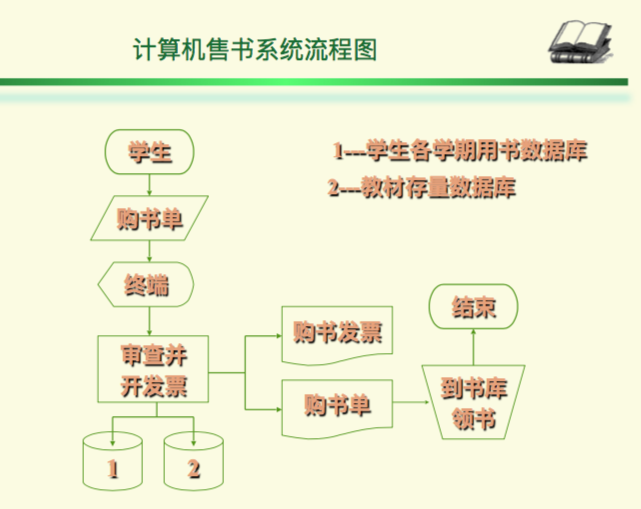 计算机售书系统流程图
学生
1---学生各学期用书数据库
2---教材存量数据库
购书单
终端
审查并
开发票
1
2
购书发票
购书单
到书库
领书
结束